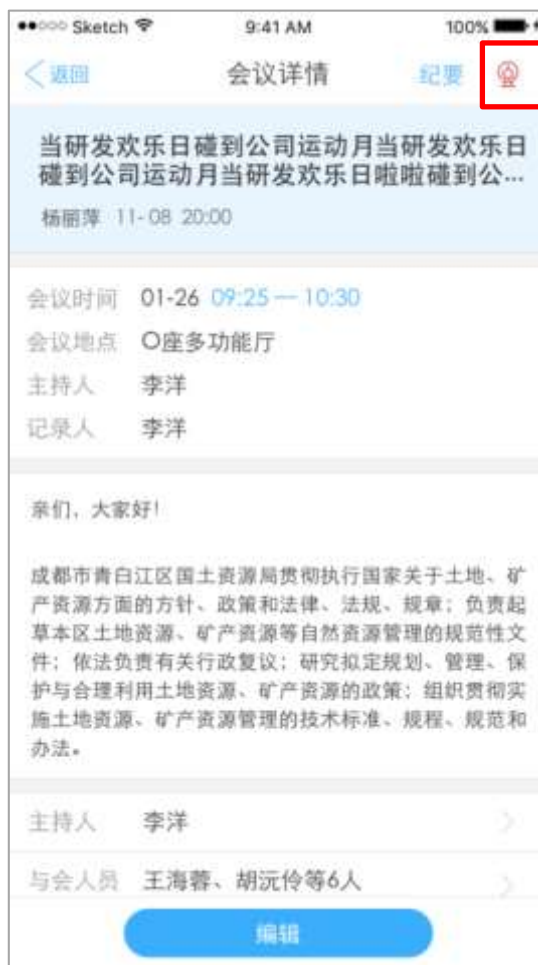 Sketch 9:41 AM 100%
返回 会议详情 纪要
当研发欢乐日碰到公司运动月当研发欢乐日
碰到公司运动月当研发欢乐日啦啦碰到公...
杨丽萍 11-08 20:00
会议时间 01-26 09:25 — 10:30
会议地点 O座多功能厅
主持人 李洋
记录人 李洋
亲们，大家好！
成都市青白江区国土资源局贯彻执行国家关于土地、矿
产资源方面的方针、政策和法律、法规、规章；负责起
草本区土地资源、矿产资源等自然资源管理的规范性文
件；依法负责有关行政复议；研究拟定规划、管理、保
护与合理利用土地资源、矿产资源的政策；组织贯彻实
施土地资源、矿产资源管理的技术标准、规程、规范和
办法。
主持人 李洋
与会人员 王海蓉、胡沅伶等6人
编辑